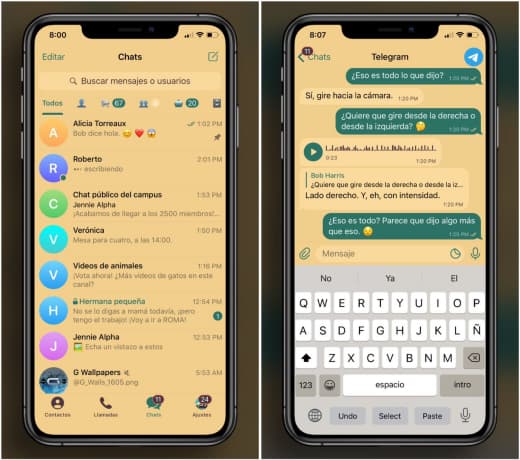 8:00
Editar
Chats
Buscar mensajes o usuarios
Todos
67
20
Alicia Torreaux
1:02 PM
Bob dice hola. 😊 ❤️ 😱
Roberto
2:01 PM
escribiendo
Chat público del campus
1:53 PM
Jennie Alpha
¡Acabamos de llegar a los 2500 miembros!...
Verónica
1:50 PM
Mesa para cuatro, a las 14:00.
Videos de animales
1:16 PM
¡Vota ahora! ¿Más videos de gatos en este
canal?
Hermana pequeña
12:54 PM
No se lo digas a mamá todavía, ¡pero
tengo el trabajo! ¡Voy a ir a ROMA!
1
Jennie Alpha
12:53 PM
Echa un vistazo a estos
G Wallpapers
5:53 AM
@G_Walls_1605.png
Contactos
Llamadas
11
Chats
24
Ajustes
A
R
C
V
V
H
J
8:07
11
Chats
Telegram
¿Eso es todo lo que dijo?
1:20 PM
Sí, gire hacia la cámara.
1:20 PM
¿Quiere que gire desde la derecha o
desde la izquierda? 🤔
1:20 PM
0:23
1:20 PM
Bob Harris
¿Quiere que gire desde la derecha o desde la iz...
Lado derecho. Y, eh, con intensidad.
1:20 PM
¿Eso es todo? Parece que dijo algo más
que eso. 😥
1:20 PM
Mensaje
No
Ya
El
Q W E R T Y U I O P
A S D F G H J K L Ñ
Z X C V B N M
123
espacio
intro
Undo
Select
Paste